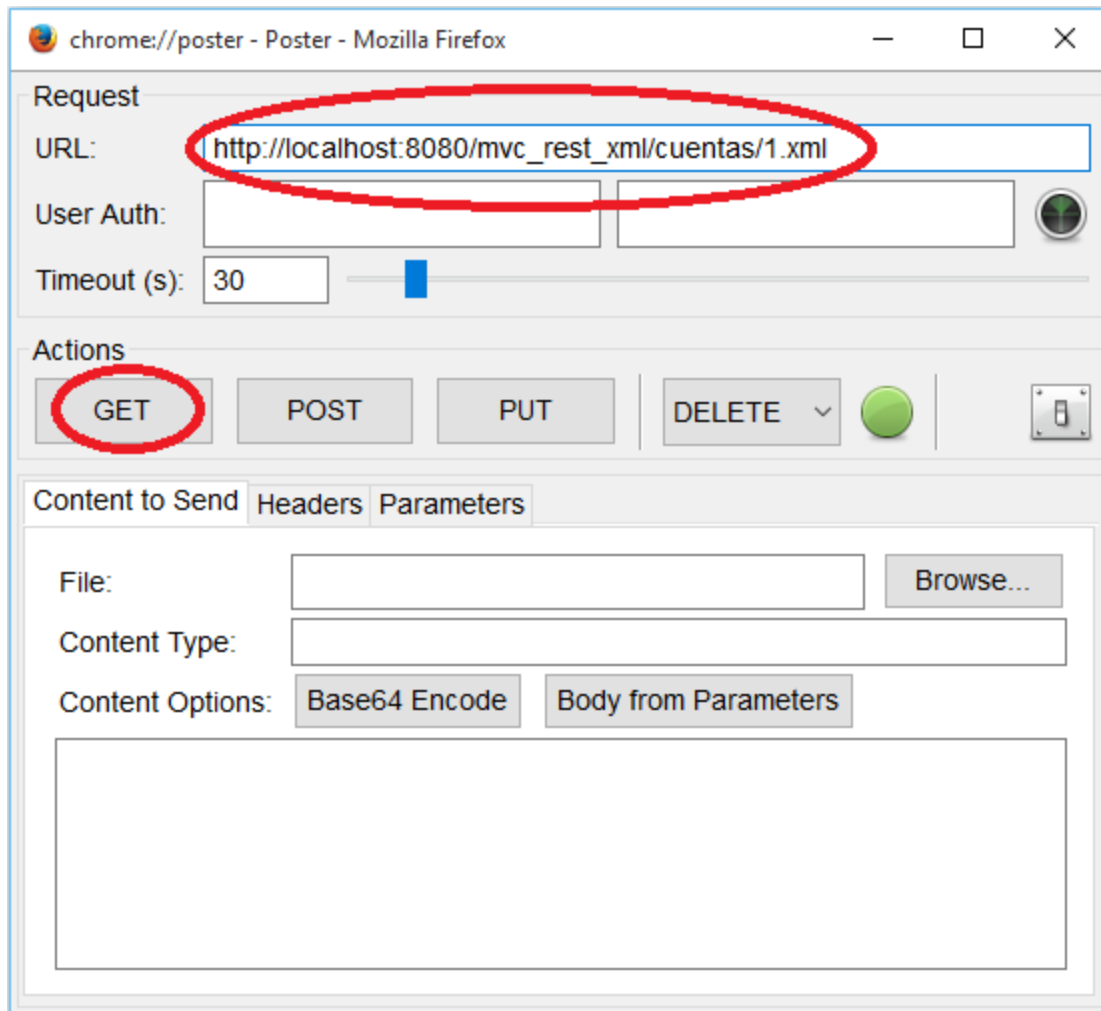 chrome://poster - Poster - Mozilla Firefox
Request
URL: http://localhost:8080/mvc_rest_xml/cuentas/1.xml
User Auth:
Timeout (s): 30
Actions
GET POST PUT DELETE
Content to Send Headers Parameters
File: Browse...
Content Type:
Content Options: Base64 Encode Body from Parameters